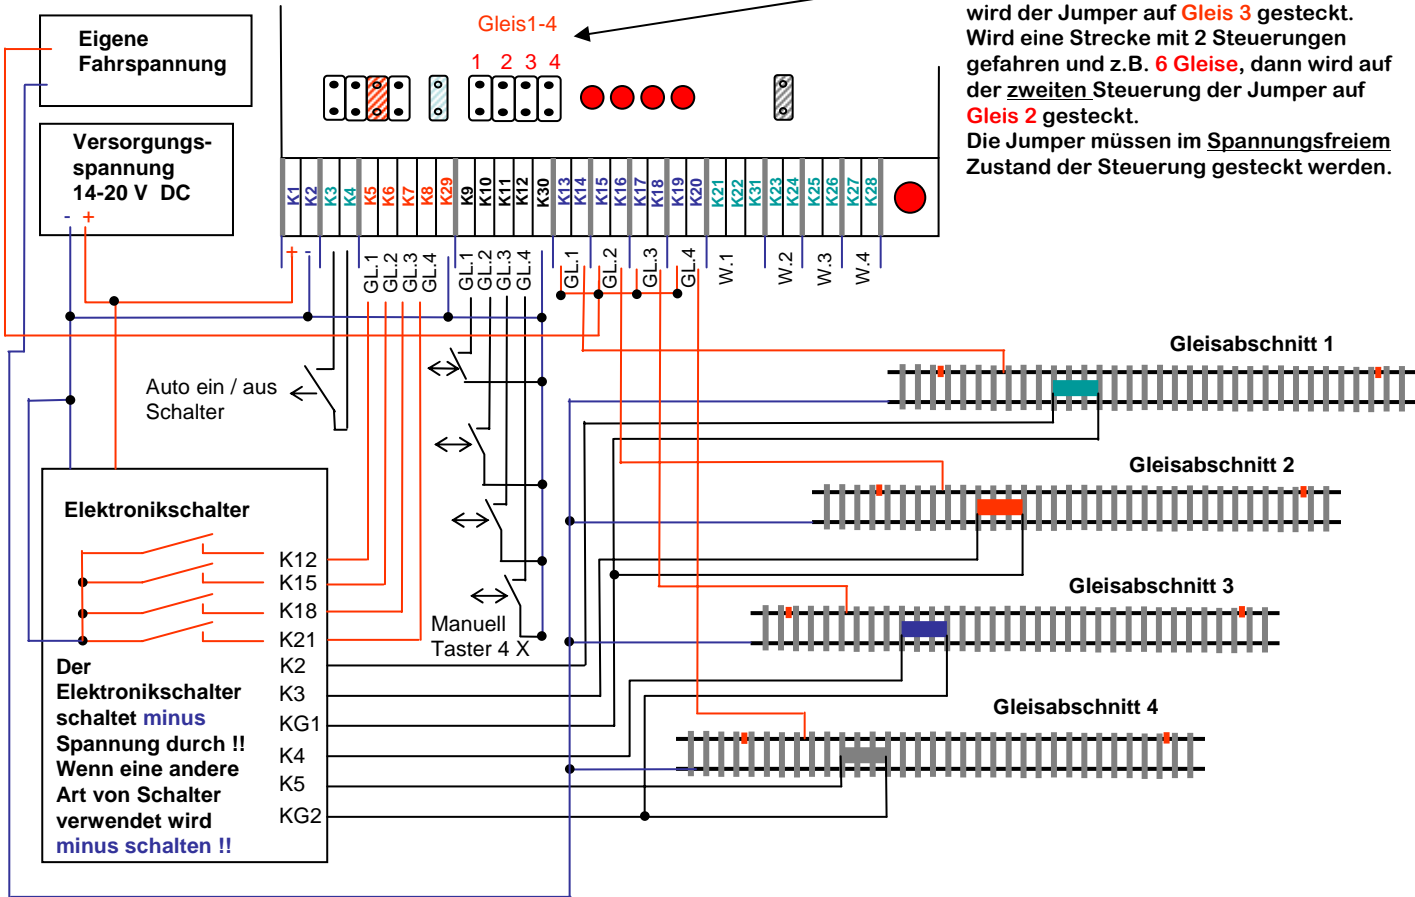 wird der Jumper auf Gleis 3 gesteckt.
Wird eine Strecke mit 2 Steuerungen
gefahren und z.B. 6 Gleise, dann wird auf
der zweiten Steuerung der Jumper auf
Gleis 2 gesteckt.
Die Jumper müssen im Spannungsfreiem
Zustand der Steuerung gesteckt werden.
Gleis1-4
1 2 3 4
Eigene
Fahrspannung
Versorgungs-
spannung
14-20 V DC
- +
K1 K2 K3 K4 K5 K6 K7 K8 K29 K9 K10 K11 K12 K30 K13 K14 K15 K16 K17 K18 K19 K20 K21 K22 K31 K23 K24 K25 K26 K27 K28
+ - GL.1 GL.2 GL.3 GL.4 GL.1 GL.2 GL.3 GL.4 GL.1 GL.2 GL.3 GL.4 W.1 W.2 W.3 W.4
Auto ein / aus
Schalter
Manuell
Taster 4 X
Gleisabschnitt 1
Gleisabschnitt 2
Gleisabschnitt 3
Gleisabschnitt 4
Elektronikschalter
K12
K15
K18
K21
K2
K3
KG1
K4
K5
KG2
Der
Elektronikschalter
schaltet minus
Spannung durch !!
Wenn eine andere
Art von Schalter
verwendet wird
minus schalten !!